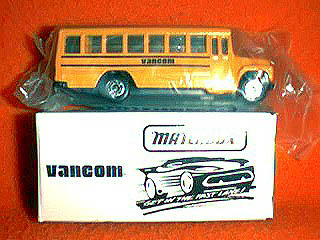 vancom
MATCHBOX
vancom
GET IN THE FAST LANE!